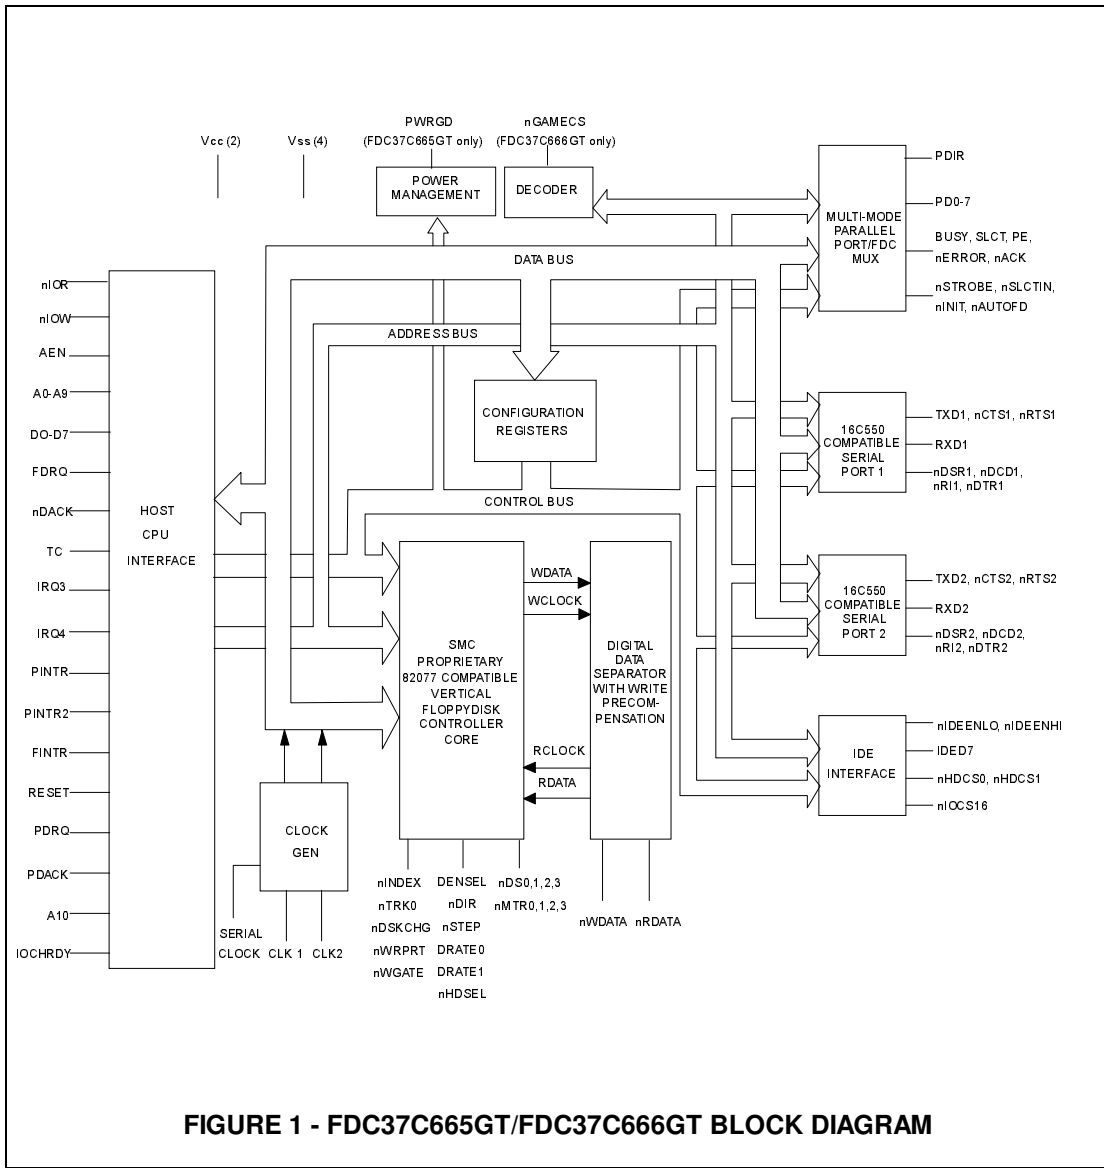 PWRGD
(FDC37C665GT only)
nGAMECS
(FDC37C666GT only)
Vcc (2)
Vss (4)
POWER
MANAGEMENT
DECODER
MULTI-MODE
PARALLEL
PORT/FDC
MUX
PDIR
PD0-7
BUSY, SLCT, PE,
nERROR, nACK
nSTROBE, nSLCTIN,
nINIT, nAUTOFD
DATA BUS
ADDRESS BUS
nIOR
nIOW
AEN
A0-A9
DO-D7
FDRQ
nDACK
TC
IRQ3
IRQ4
PINTR
PINTR2
FINTR
RESET
PDRQ
PDACK
A10
IOCHRDY
HOST
CPU
INTERFACE
CONFIGURATION
REGISTERS
CONTROL BUS
16C550
COMPATIBLE
SERIAL
PORT 1
TXD1, nCTS1, nRTS1
RXD1
nDSR1, nDCD1,
nRI1, nDTR1
SMC
PROPRIETARY
82077 COMPATIBLE
VERTICAL
FLOPPYDISK
CONTROLLER
CORE
WDATA
WCLOCK
RCLOCK
RDATA
DIGITAL
DATA
SEPARATOR
WITH WRITE
PRECOM-
PENSATION
16C550
COMPATIBLE
SERIAL
PORT 2
TXD2, nCTS2, nRTS2
RXD2
nDSR2, nDCD2,
nRI2, nDTR2
IDE
INTERFACE
nIDEENLO, nIDEENHI
IDED7
nHDCS0, nHDCS1
nIOCS16
CLOCK
GEN
SERIAL
CLOCK
CLK 1
CLK2
nINDEX
nTRK0
nDSKCHG
nWRPRT
nWGATE
DENSEL
nDIR
nSTEP
DRATE0
DRATE1
nHDSEL
nDS0,1,2,3
nMTR0,1,2,3
nWDATA
nRDATA
FIGURE 1 - FDC37C665GT/FDC37C666GT BLOCK DIAGRAM